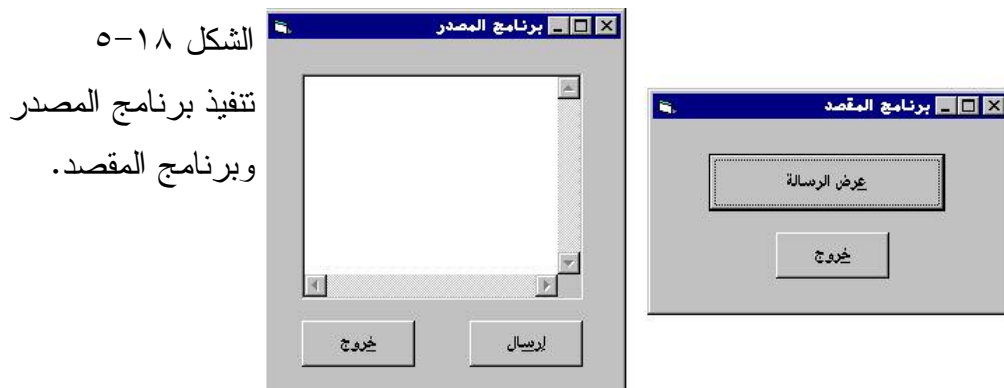 الشكل ١٨-٥
تنفيذ برنامج المصدر
وبرنامج المقصد.
برنامج المصدر
إرسال
خروج
برنامج المقصد
عرض الرسالة
خروج